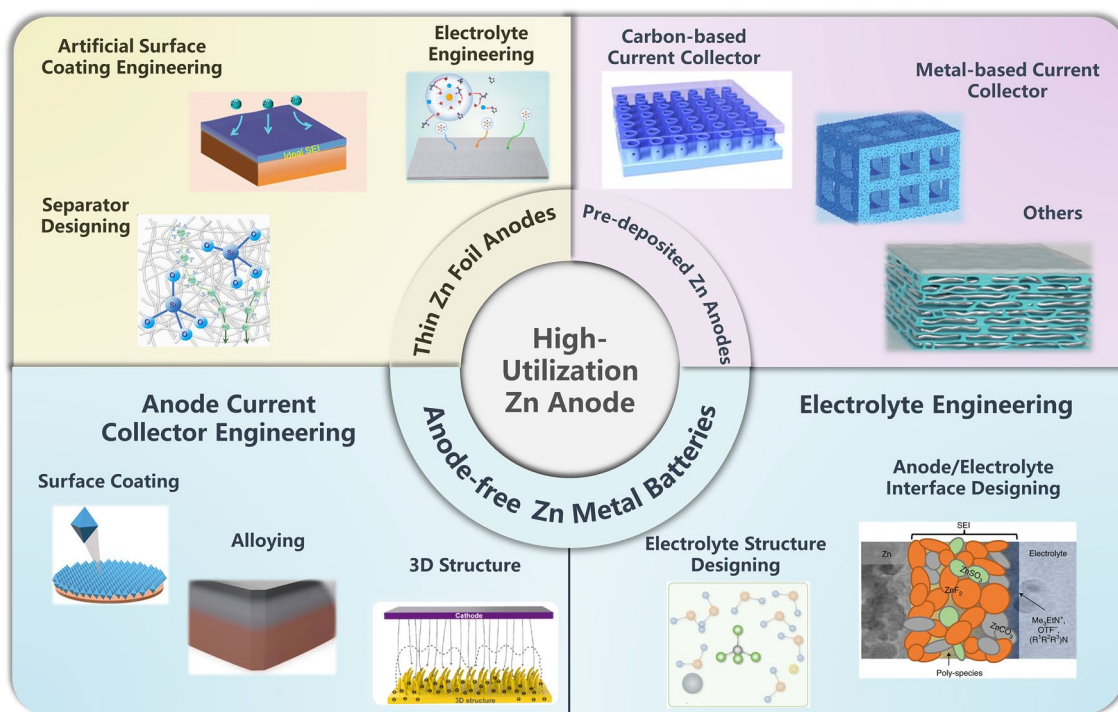 Artificial Surface
Coating Engineering
Ideal SEI
Electrolyte
Engineering
Separator
Designing
Si
Si
O
O
O
O
O
O
Carbon-based
Current Collector
Metal-based Current
Collector
Others
Thin Zn Foil Anodes
Pre-deposited Zn Anodes
High-
Utilization
Zn Anode
Anode-free Zn Metal Batteries
Anode Current
Collector Engineering
Surface Coating
Alloying
3D Structure
Cathode
3D structure
Electrolyte Engineering
Anode/Electrolyte
Interface Designing
SEI
Zn
Electrolyte
ZnSO₃
ZnF₂
ZnCO₃
Me₃EtN⁺,
OTF⁻,
(R¹R²R³)N
Poly-species
Electrolyte Structure
Designing